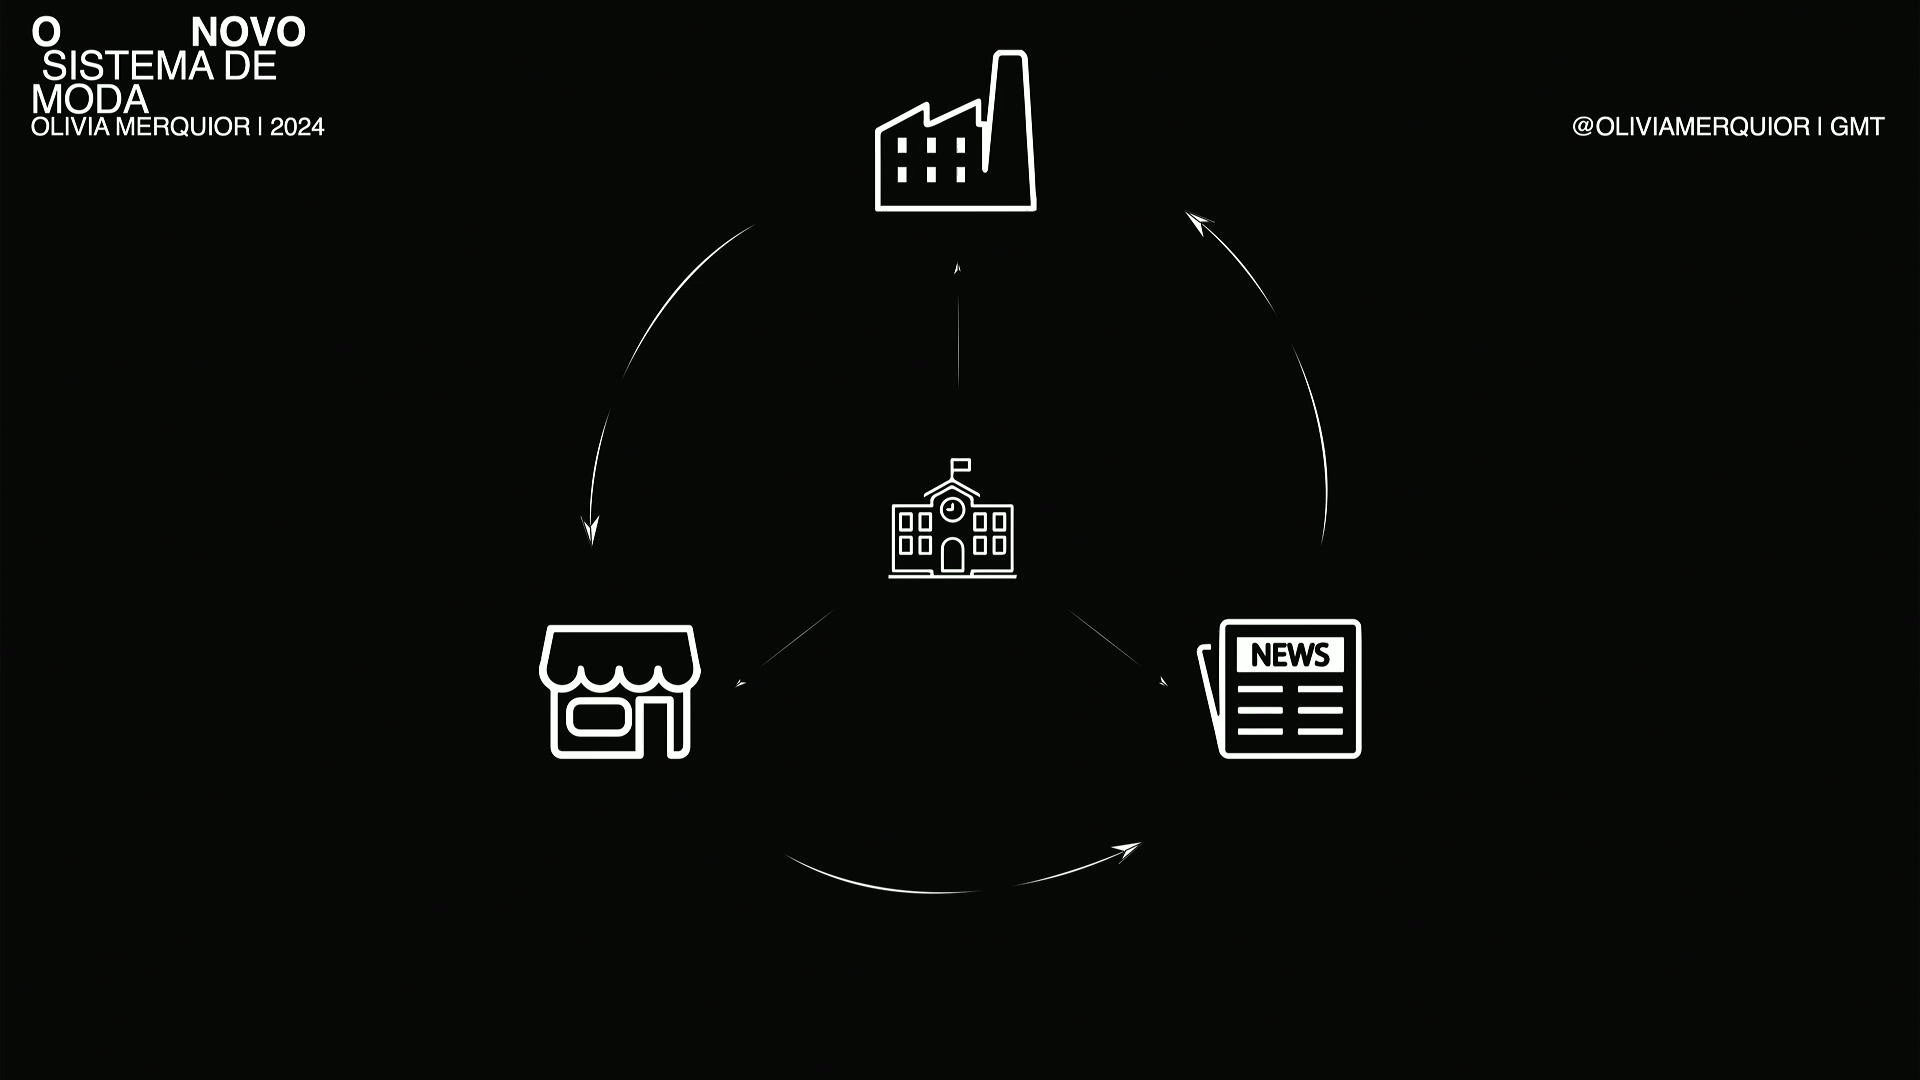 O NOVO
SISTEMA DE
MODA
OLIVIA MERQUIOR | 2024
@OLIVIAMERQUIOR | GMT
NEWS